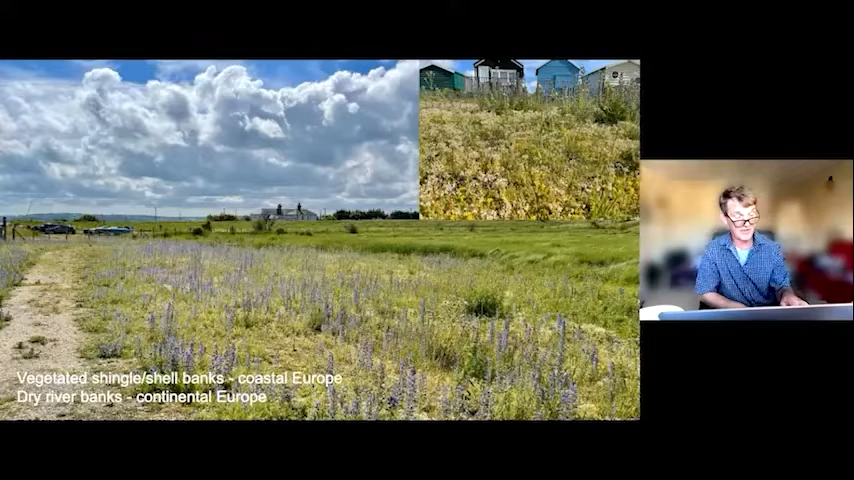 Vegetated shingle/shell banks - coastal Europe
Dry river banks - continental Europe